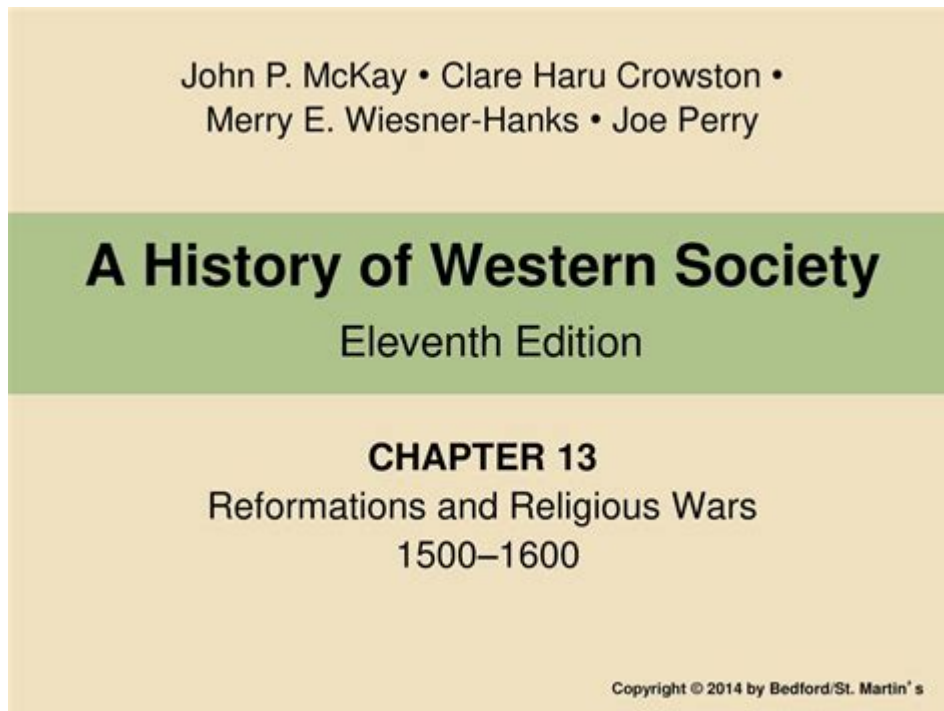 John P. McKay • Clare Haru Crowston •
Merry E. Wiesner-Hanks • Joe Perry
A History of Western Society
Eleventh Edition
CHAPTER 13
Reformations and Religious Wars
1500–1600
Copyright © 2014 by Bedford/St. Martin’s